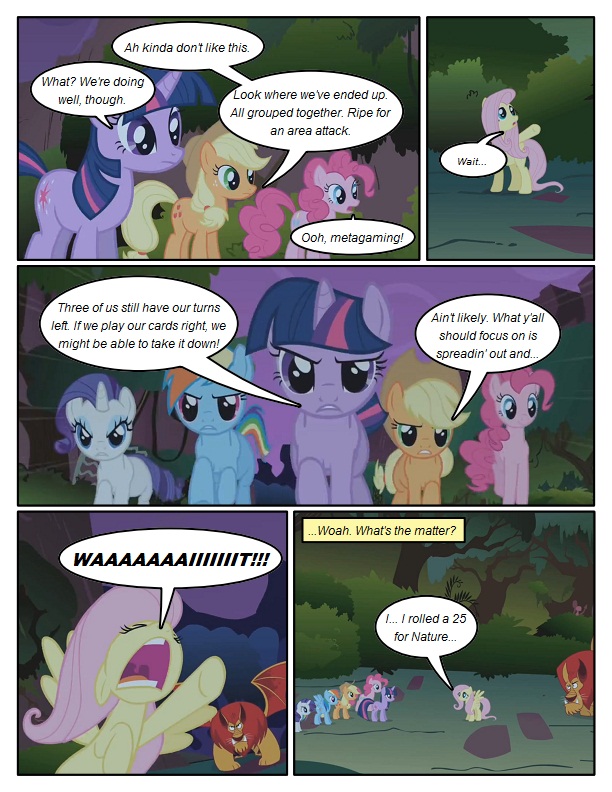 Ah kinda don't like this.
What? We're doing
well, though.
Look where we've ended up.
All grouped together. Ripe for
an area attack.
Ooh, metagaming!
Wait...
Three of us still have our turns
left. If we play our cards right, we
might be able to take it down!
Ain't likely. What y'all
should focus on is
spreadin' out and...
WAAAAAAAIIIIIIIT!!!
...Woah. What's the matter?
I... I rolled a 25
for Nature...